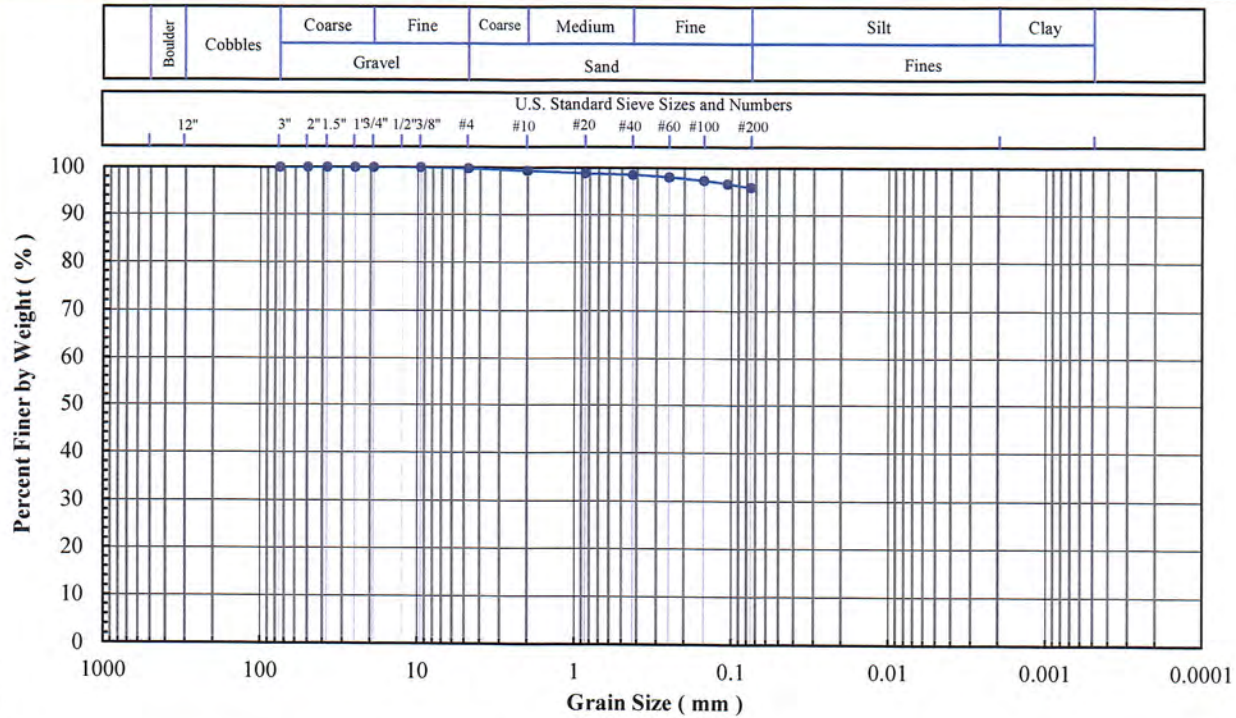 Boulder Cobbles Coarse Fine Coarse Medium Fine Silt Clay
Gravel Sand Fines
U.S. Standard Sieve Sizes and Numbers
12" 3" 2" 1.5" 1" 3/4" 1/2" 3/8" #4 #10 #20 #40 #60 #100 #200
Percent Finer by Weight ( % )
100
90
80
70
60
50
40
30
20
10
0
1000 100 10 1 0.1 0.01 0.001 0.0001
Grain Size ( mm )